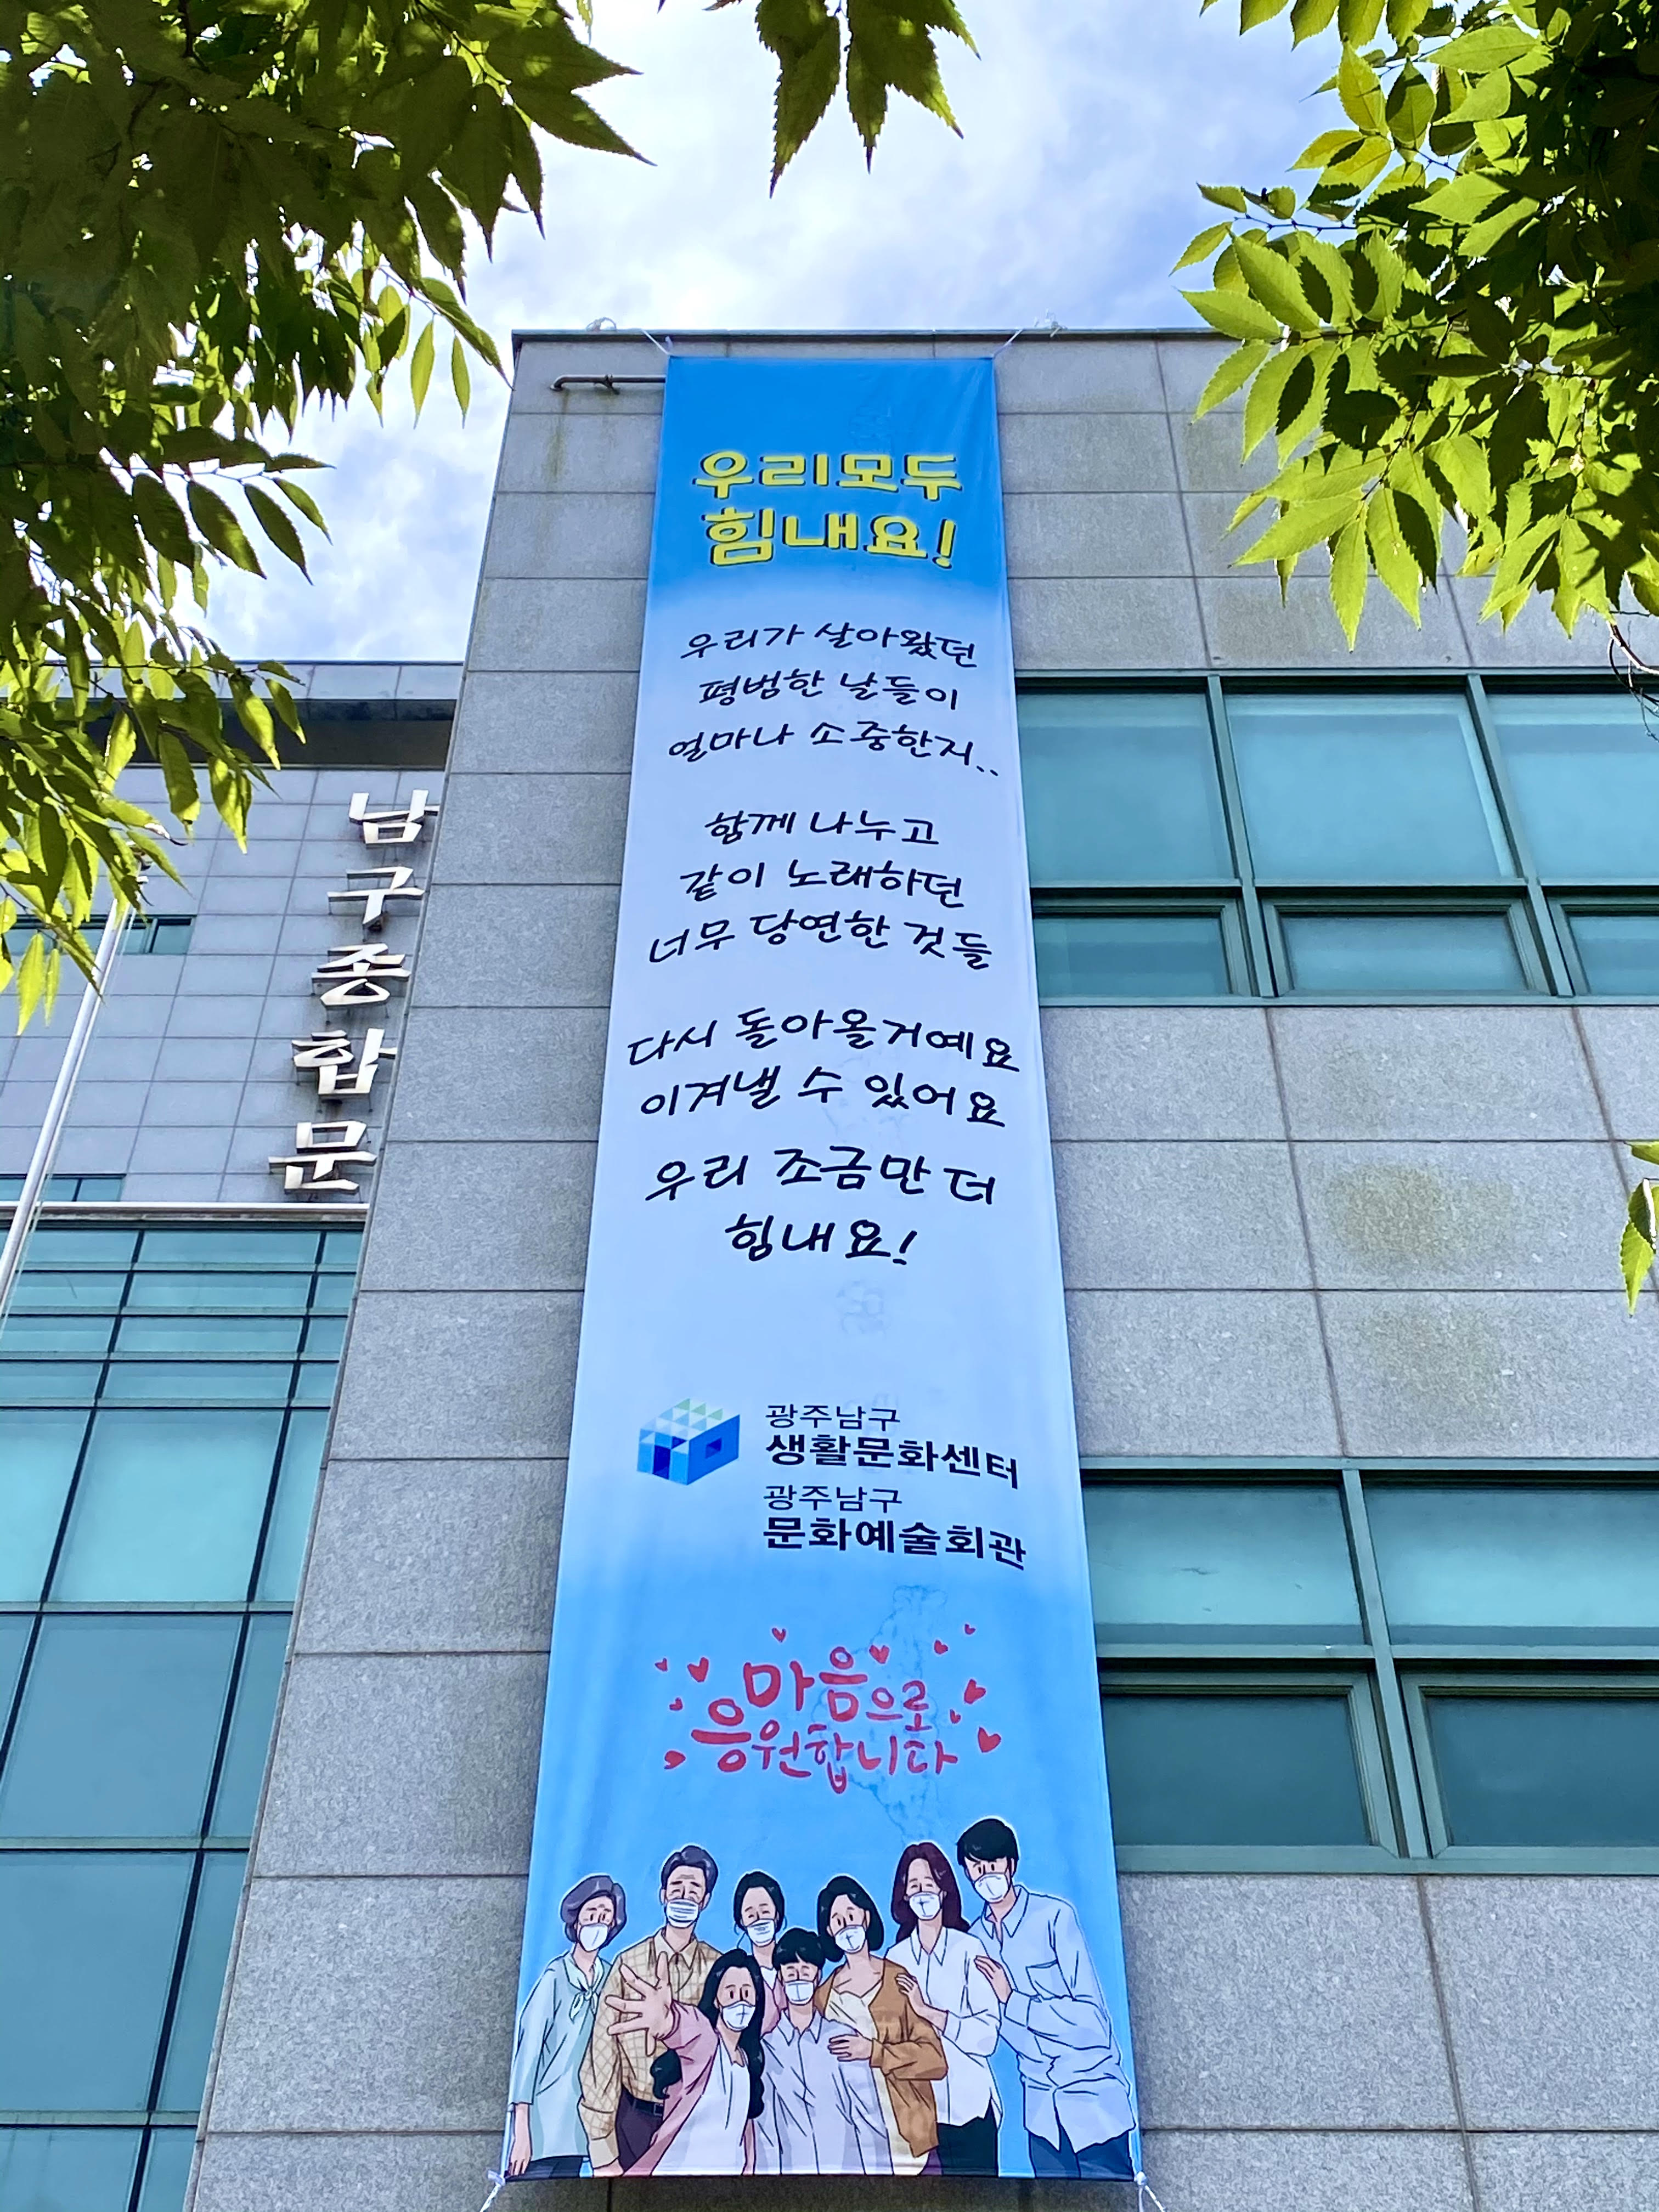 우리모두
힘내요!
우리가 살아왔던
평범한 날들이
얼마나 소중한지..
함께 나누고
같이 노래하던
너무 당연한 것들
다시 돌아올거예요
이겨낼 수 있어요
우리 조금만 더
힘내요!
광주남구
생활문화센터
광주남구
문화예술회관
마음으로
응원합니다
남구종합문